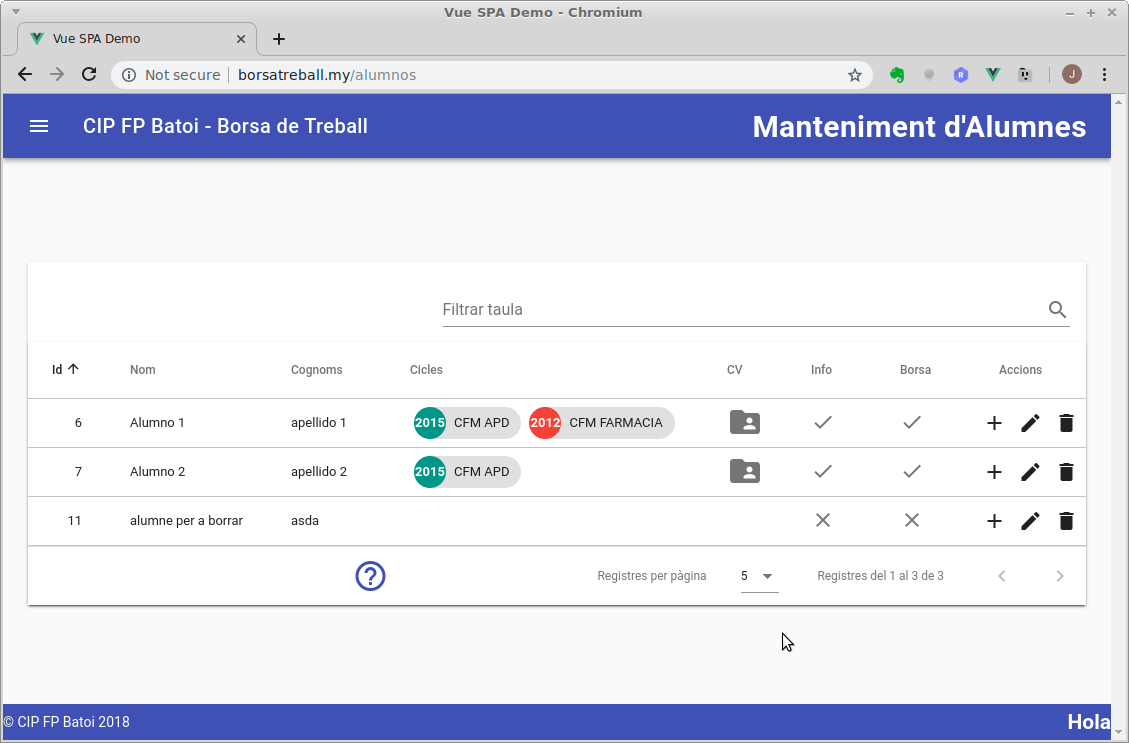 Vue SPA Demo - Chromium
Vue SPA Demo
Not secure | borsatreball.my/alumnos
R
J
CIP FP Batoi - Borsa de Treball
Manteniment d'Alumnes
Filtrar taula
Id Nom Cognoms Cicles CV Info Borsa Accions
6 Alumno 1 apellido 1 2015 CFM APD 2012 CFM FARMACIA
7 Alumno 2 apellido 2 2015 CFM APD
11 alumne per a borrar asda
? Registres per pàgina 5 Registres del 1 al 3 de 3
© CIP FP Batoi 2018 Hola